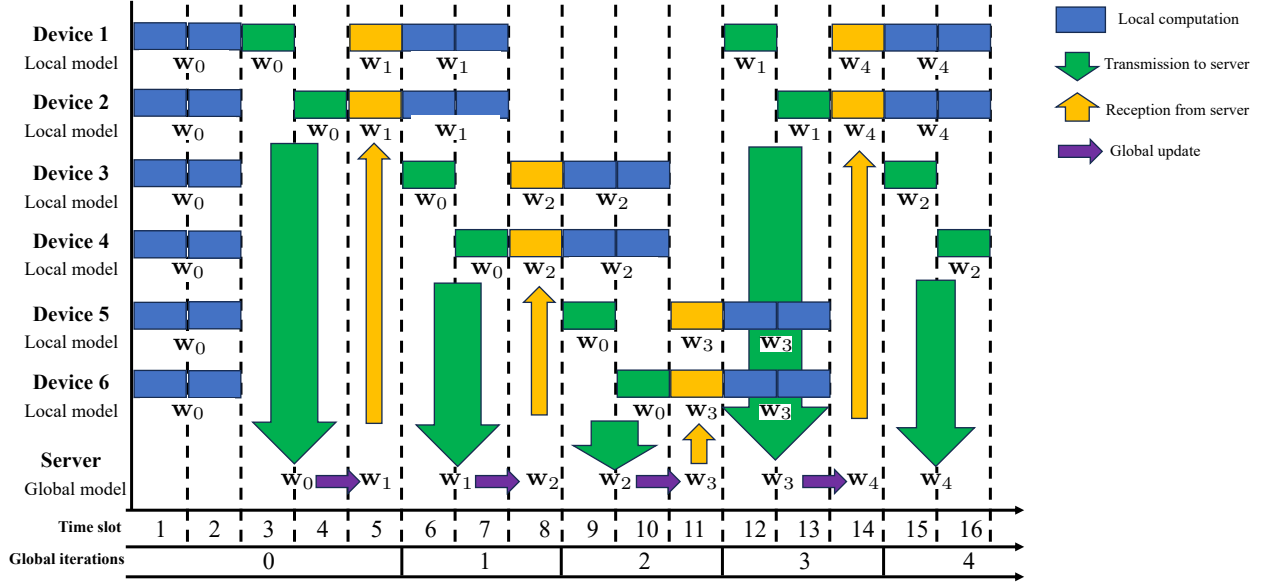 Device 1
Local model
w₀ w₀ w₁ w₁ w₁ w₄ w₄
Device 2
Local model
w₀ w₀ w₁ w₁ w₁ w₄ w₄
Device 3
Local model
w₀ w₀ w₂ w₂ w₂
Device 4
Local model
w₀ w₀ w₂ w₂ w₂
Device 5
Local model
w₀ w₀ w₃ w₃
Device 6
Local model
w₀ w₀ w₃ w₃
Server
Global model
w₀ w₁ w₁ w₂ w₂ w₃ w₃ w₄ w₄
Time slot 1 2 3 4 5 6 7 8 9 10 11 12 13 14 15 16
Global iterations 0 1 2 3 4
Local computation
Transmission to server
Reception from server
Global update